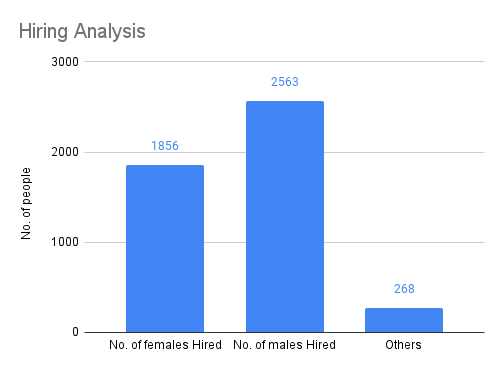 Hiring Analysis
3000
2563
2000
1856
No. of people
1000
268
0
No. of females Hired
No. of males Hired
Others